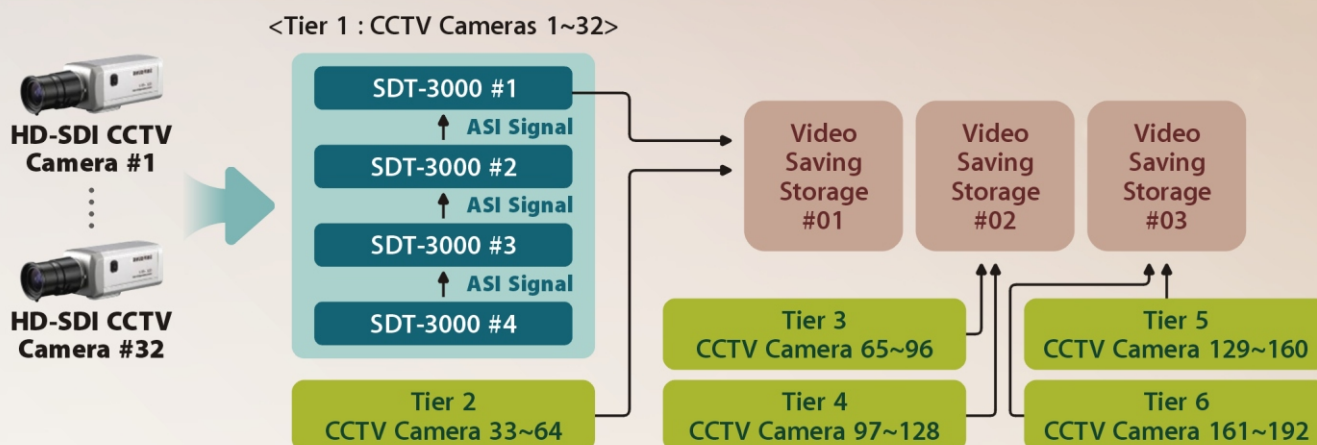 <Tier 1 : CCTV Cameras 1~32>
HD-SDI CCTV
Camera #1
HD-SDI CCTV
Camera #32
SDT-3000 #1
ASI Signal
SDT-3000 #2
ASI Signal
SDT-3000 #3
ASI Signal
SDT-3000 #4
Tier 2
CCTV Camera 33~64
Video
Saving
Storage
#01
Video
Saving
Storage
#02
Video
Saving
Storage
#03
Tier 3
CCTV Camera 65~96
Tier 4
CCTV Camera 97~128
Tier 5
CCTV Camera 129~160
Tier 6
CCTV Camera 161~192